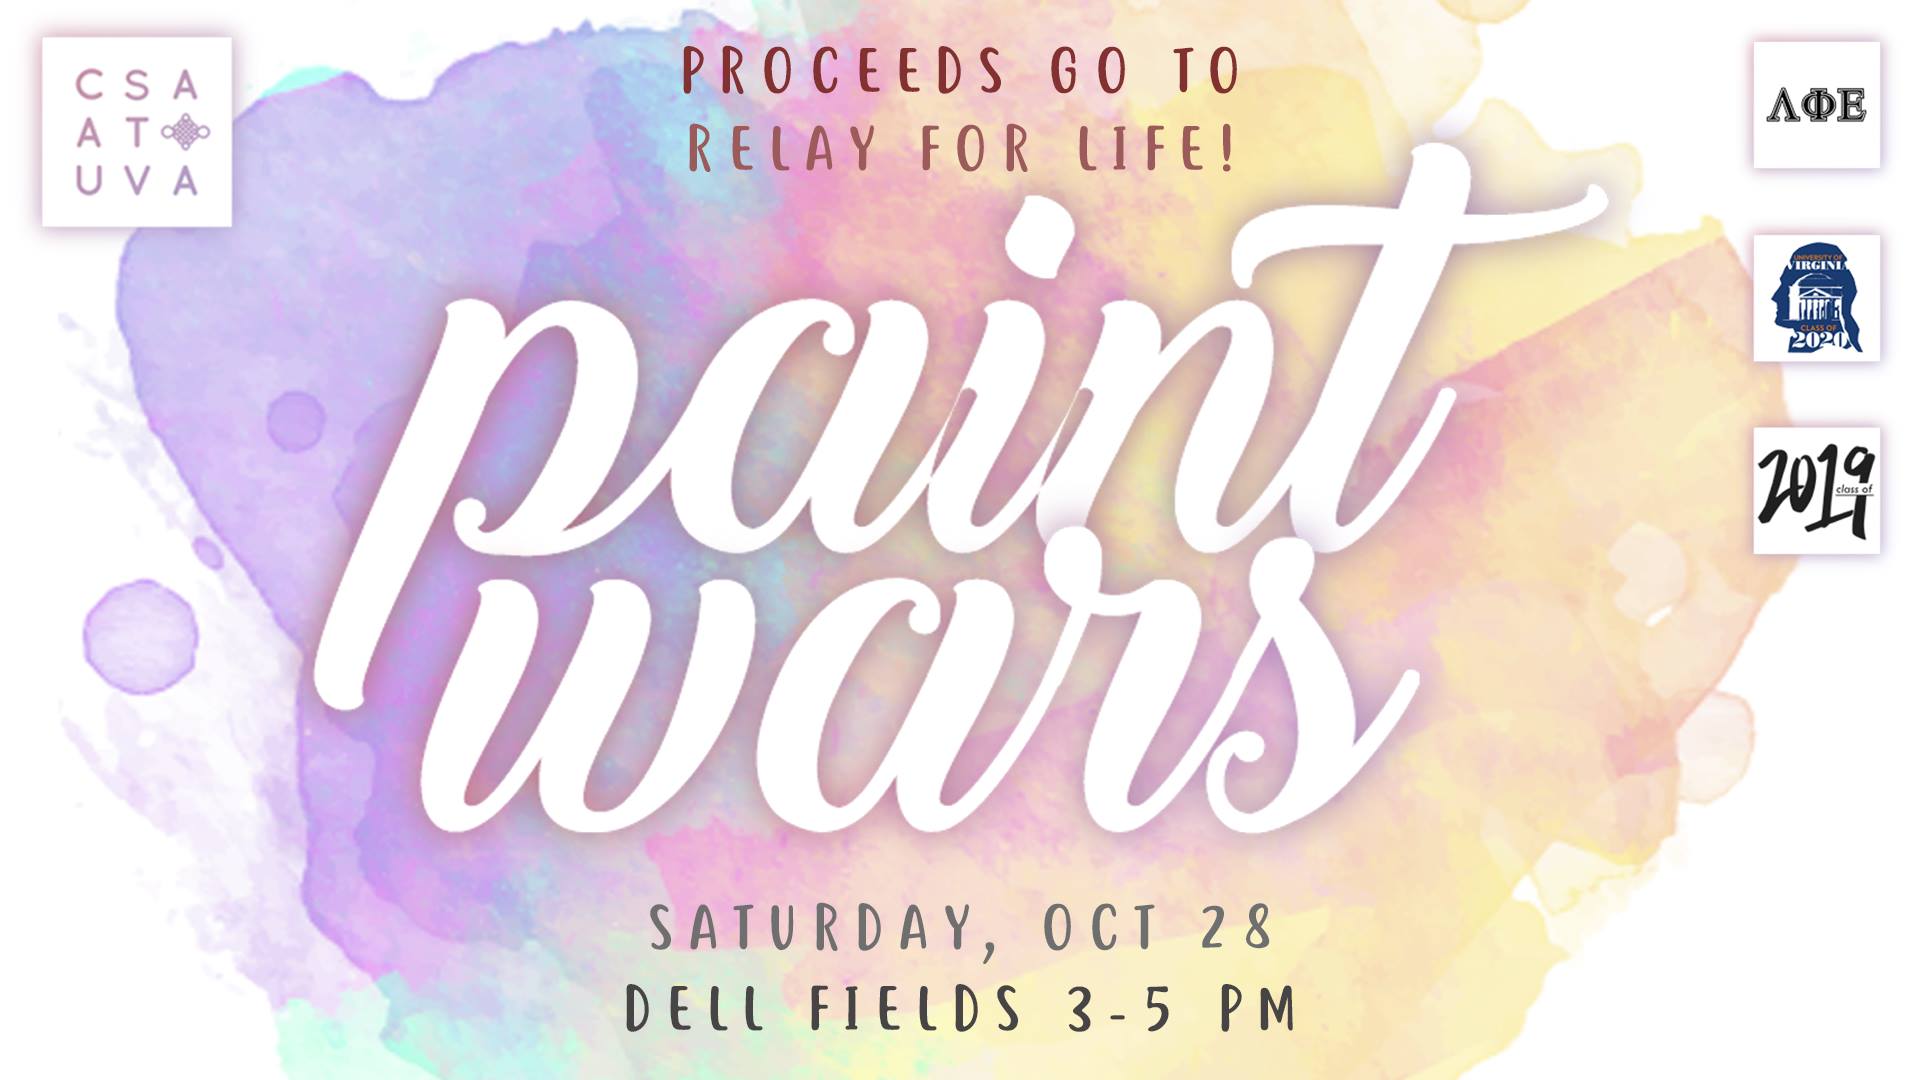 PROCEEDS GO TO
RELAY FOR LIFE!
CSA
AT
UVA
ΛΦΕ
UNIVERSITY OF
VIRGINIA
CLASS OF
2020
2019
class of
paint
wars
SATURDAY, OCT 28
DELL FIELDS 3-5 PM